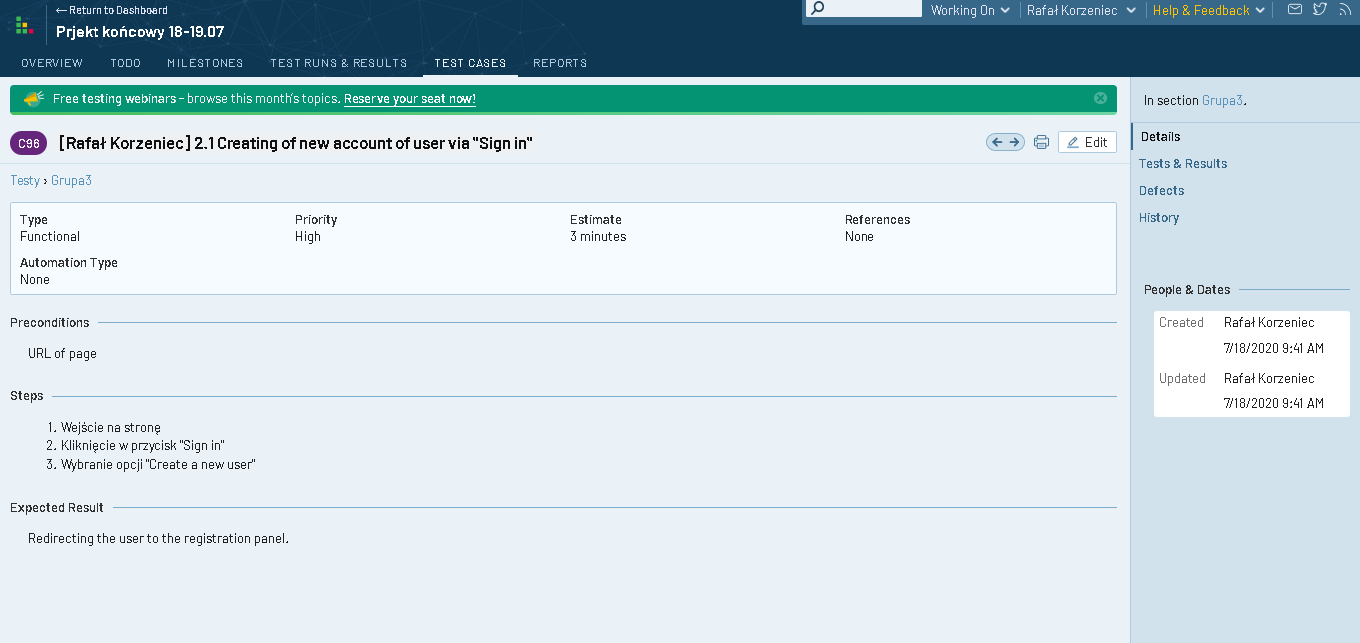 ← Return to Dashboard
Prjekt końcowy 18-19.07
Working On
Rafał Korzeniec
Help & Feedback
OVERVIEW TODO MILESTONES TEST RUNS & RESULTS TEST CASES REPORTS
Free testing webinars - browse this month's topics. Reserve your seat now!
C96 [Rafał Korzeniec] 2.1 Creating of new account of user via "Sign in"
Edit
Testy › Grupa3
Type Priority Estimate References
Functional High 3 minutes None
Automation Type
None
Preconditions
URL of page
Steps
1. Wejście na stronę
2. Kliknięcie w przycisk "Sign in"
3. Wybranie opcji "Create a new user"
Expected Result
Redirecting the user to the registration panel.
In section Grupa3.
Details
Tests & Results
Defects
History
People & Dates
Created Rafał Korzeniec
7/18/2020 9:41 AM
Updated Rafał Korzeniec
7/18/2020 9:41 AM